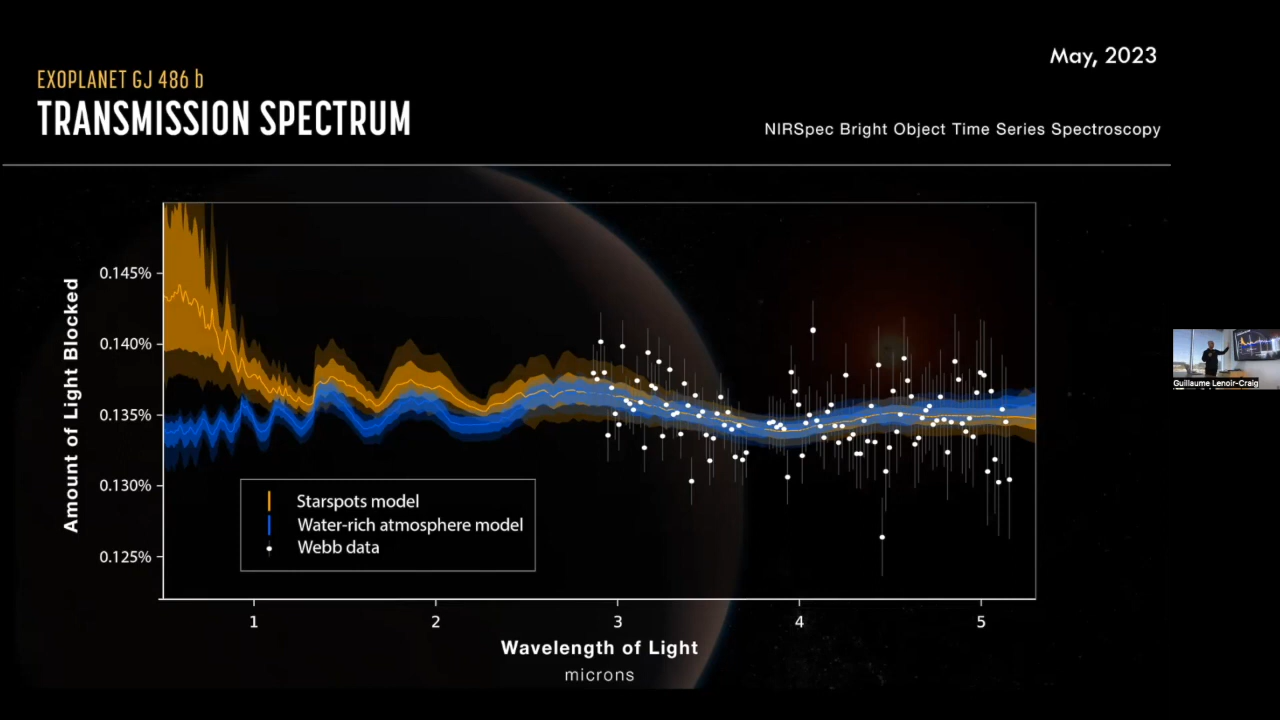 May, 2023
EXOPLANET GJ 486 b
TRANSMISSION SPECTRUM
NIRSpec Bright Object Time Series Spectroscopy
Amount of Light Blocked
0.145%
0.140%
0.135%
0.130%
0.125%
Starspots model
Water-rich atmosphere model
Webb data
1 2 3 4 5
Wavelength of Light
microns
Guillaume Lenoir-Craig